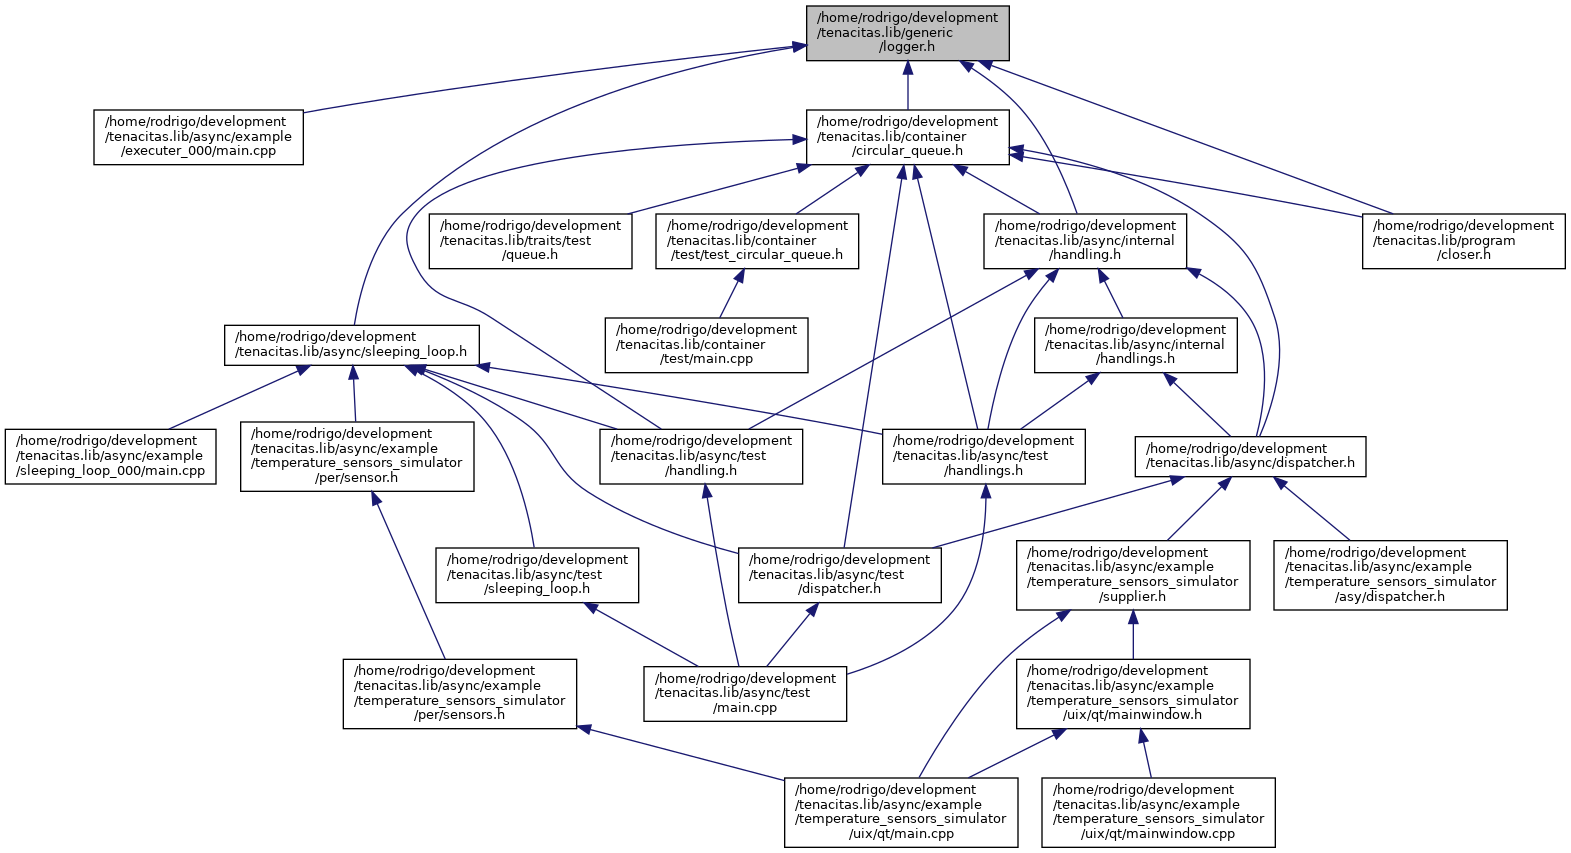 /home/rodrigo/development
/tenacitas.lib/generic
/logger.h
/home/rodrigo/development
/tenacitas.lib/async/example
/executer_000/main.cpp
/home/rodrigo/development
/tenacitas.lib/container
/circular_queue.h
/home/rodrigo/development
/tenacitas.lib/traits/test
/queue.h
/home/rodrigo/development
/tenacitas.lib/container
/test/test_circular_queue.h
/home/rodrigo/development
/tenacitas.lib/async/internal
/handling.h
/home/rodrigo/development
/tenacitas.lib/program
/closer.h
/home/rodrigo/development
/tenacitas.lib/async/sleeping_loop.h
/home/rodrigo/development
/tenacitas.lib/container
/test/main.cpp
/home/rodrigo/development
/tenacitas.lib/async/internal
/handlings.h
/home/rodrigo/development
/tenacitas.lib/async/example
/sleeping_loop_000/main.cpp
/home/rodrigo/development
/tenacitas.lib/async/example
/temperature_sensors_simulator
/per/sensor.h
/home/rodrigo/development
/tenacitas.lib/async/test
/handling.h
/home/rodrigo/development
/tenacitas.lib/async/test
/handlings.h
/home/rodrigo/development
/tenacitas.lib/async/dispatcher.h
/home/rodrigo/development
/tenacitas.lib/async/test
/sleeping_loop.h
/home/rodrigo/development
/tenacitas.lib/async/test
/dispatcher.h
/home/rodrigo/development
/tenacitas.lib/async/example
/temperature_sensors_simulator
/supplier.h
/home/rodrigo/development
/tenacitas.lib/async/example
/temperature_sensors_simulator
/asy/dispatcher.h
/home/rodrigo/development
/tenacitas.lib/async/example
/temperature_sensors_simulator
/per/sensors.h
/home/rodrigo/development
/tenacitas.lib/async/test
/main.cpp
/home/rodrigo/development
/tenacitas.lib/async/example
/temperature_sensors_simulator
/uix/qt/mainwindow.h
/home/rodrigo/development
/tenacitas.lib/async/example
/temperature_sensors_simulator
/uix/qt/main.cpp
/home/rodrigo/development
/tenacitas.lib/async/example
/temperature_sensors_simulator
/uix/qt/mainwindow.cpp